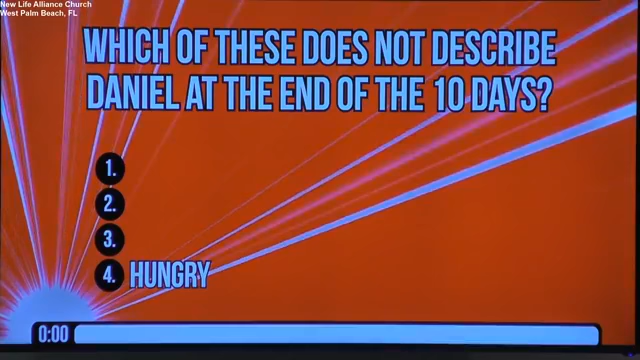 New Life Alliance Church
West Palm Beach, FL
WHICH OF THESE DOES NOT DESCRIBE
DANIEL AT THE END OF THE 10 DAYS?
1.
2.
3.
4. HUNGRY
0:00